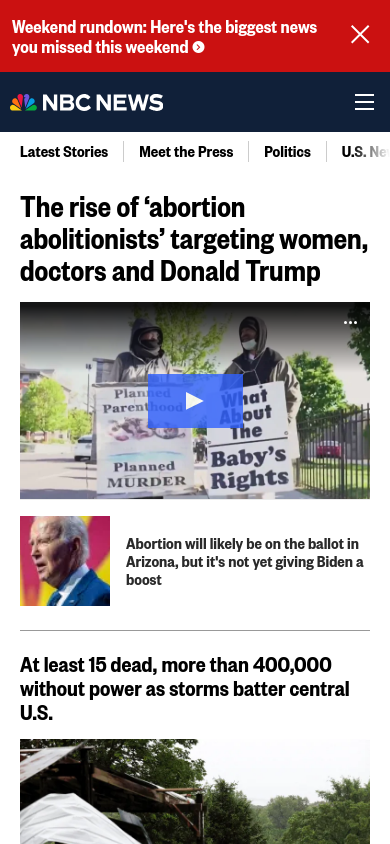 Weekend rundown: Here's the biggest news
you missed this weekend
NBC NEWS
Latest Stories
Meet the Press
Politics
U.S. Ne
The rise of ‘abortion
abolitionists’ targeting women,
doctors and Donald Trump
Planned
Parenthood
Planned
MURDER
What
About
The
Baby's
Rights
Abortion will likely be on the ballot in
Arizona, but it's not yet giving Biden a
boost
At least 15 dead, more than 400,000
without power as storms batter central
U.S.